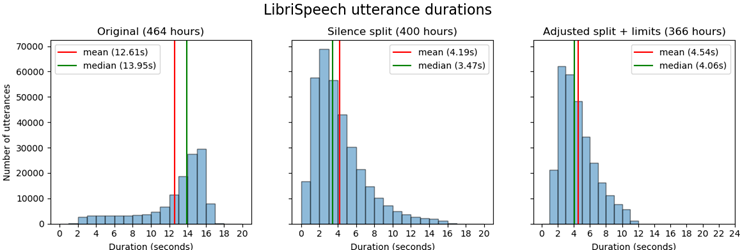 LibriSpeech utterance durations
Original (464 hours)
Silence split (400 hours)
Adjusted split + limits (366 hours)
mean (12.61s)
median (13.95s)
mean (4.19s)
median (3.47s)
mean (4.54s)
median (4.06s)
Number of utterances
70000
60000
50000
40000
30000
20000
10000
0
0 2 4 6 8 10 12 14 16 18 20
0 2 4 6 8 10 12 14 16 18 20
0 2 4 6 8 10 12 14 16 18 20 22 24
Duration (seconds)
Duration (seconds)
Duration (seconds)